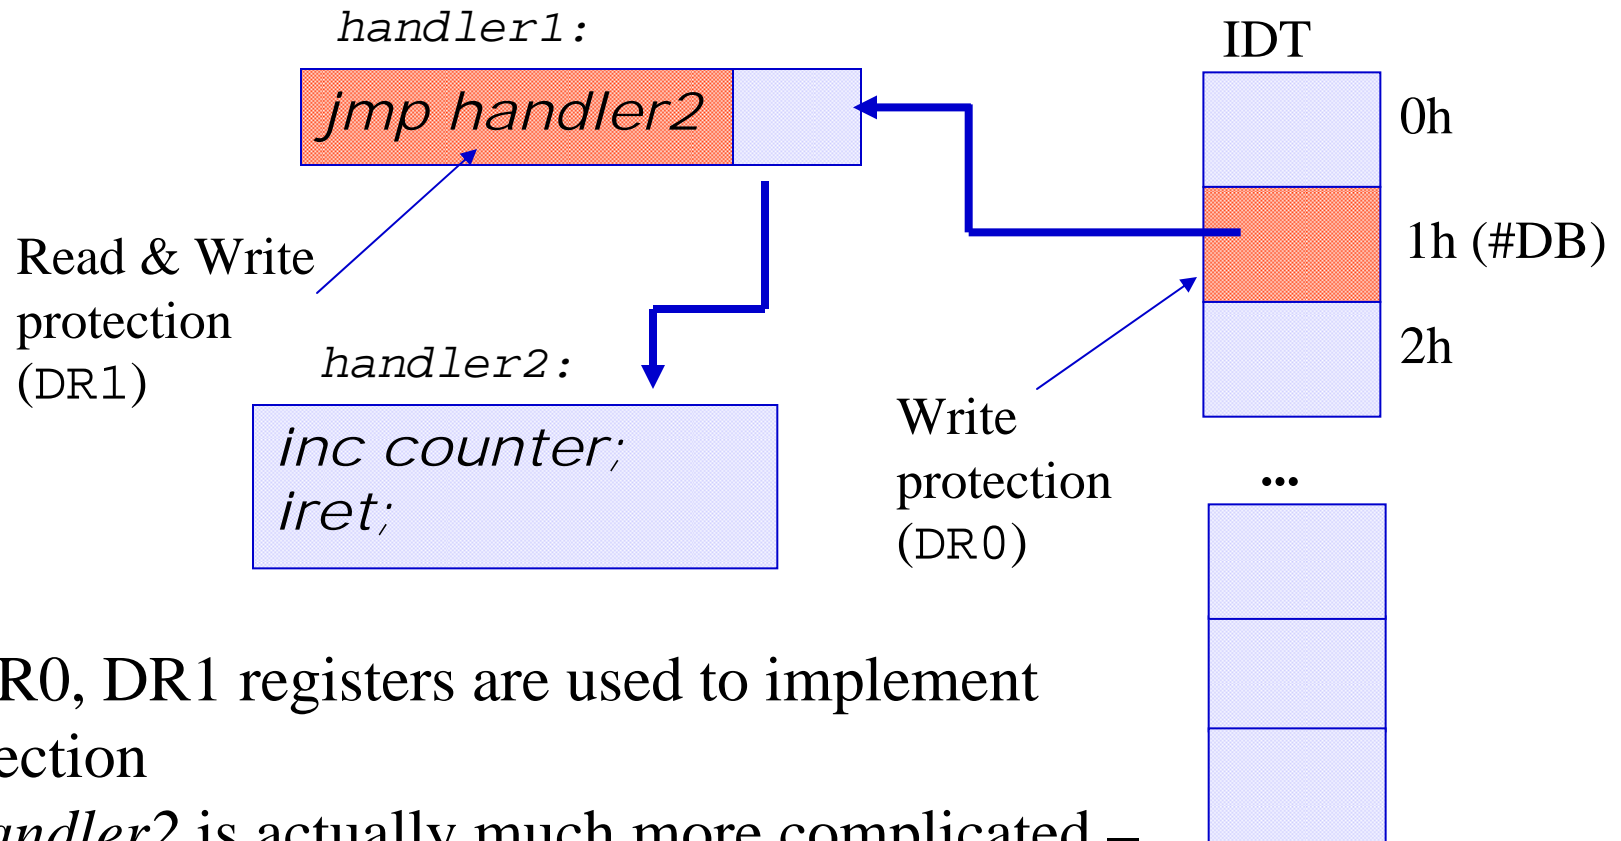 handler1:
IDT
jmp handler2
0h
1h (#DB)
2h
Read & Write
protection
(DR1)
handler2:
inc counter;
iret;
Write
protection
(DR0)
...
R0, DR1 registers are used to implement
ection
andler2 is actually much more complicated –